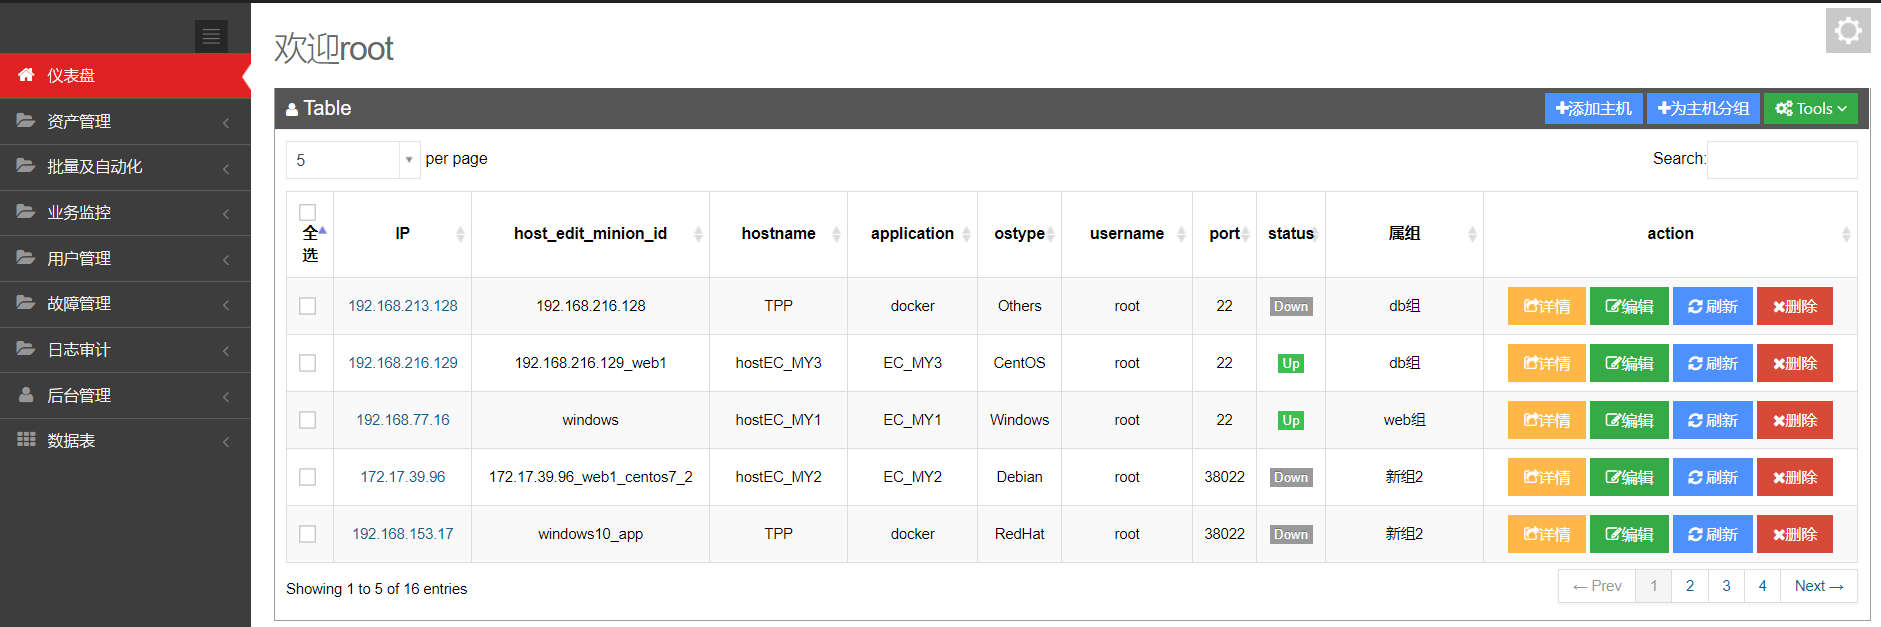 欢迎root
仪表盘
资产管理
批量及自动化
业务监控
用户管理
故障管理
日志审计
后台管理
数据表
Table
添加主机 为主机分组 Tools
5 per page Search:
全选 IP host_edit_minion_id hostname application ostype username port status 属组 action
192.168.213.128 192.168.216.128 TPP docker Others root 22 Down db组 详情 编辑 刷新 删除
192.168.216.129 192.168.216.129_web1 hostEC_MY3 EC_MY3 CentOS root 22 Up db组 详情 编辑 刷新 删除
192.168.77.16 windows hostEC_MY1 EC_MY1 Windows root 22 Up web组 详情 编辑 刷新 删除
172.17.39.96 172.17.39.96_web1_centos7_2 hostEC_MY2 EC_MY2 Debian root 38022 Down 新组2 详情 编辑 刷新 删除
192.168.153.17 windows10_app TPP docker RedHat root 38022 Down 新组2 详情 编辑 刷新 删除
Showing 1 to 5 of 16 entries
← Prev 1 2 3 4 Next →